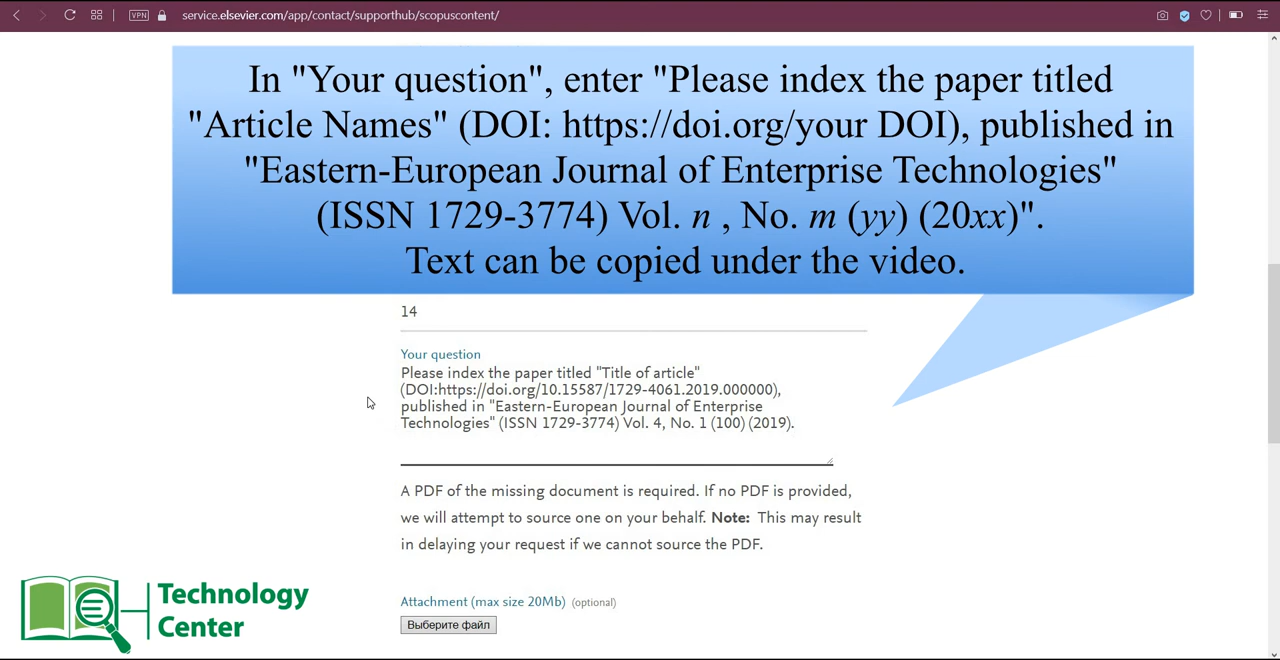 VPN
service.elsevier.com/app/contact/supporthub/scopuscontent/
In "Your question", enter "Please index the paper titled
"Article Names" (DOI: https://doi.org/your DOI), published in
"Eastern-European Journal of Enterprise Technologies"
(ISSN 1729-3774) Vol. n , No. m (yy) (20xx)".
Text can be copied under the video.
14
Your question
Please index the paper titled "Title of article"
(DOI:https://doi.org/10.15587/1729-4061.2019.000000),
published in "Eastern-European Journal of Enterprise
Technologies" (ISSN 1729-3774) Vol. 4, No. 1 (100) (2019).
A PDF of the missing document is required. If no PDF is provided,
we will attempt to source one on your behalf. Note: This may result
in delaying your request if we cannot source the PDF.
Attachment (max size 20Mb) (optional)
Выберите файл
Technology
Center